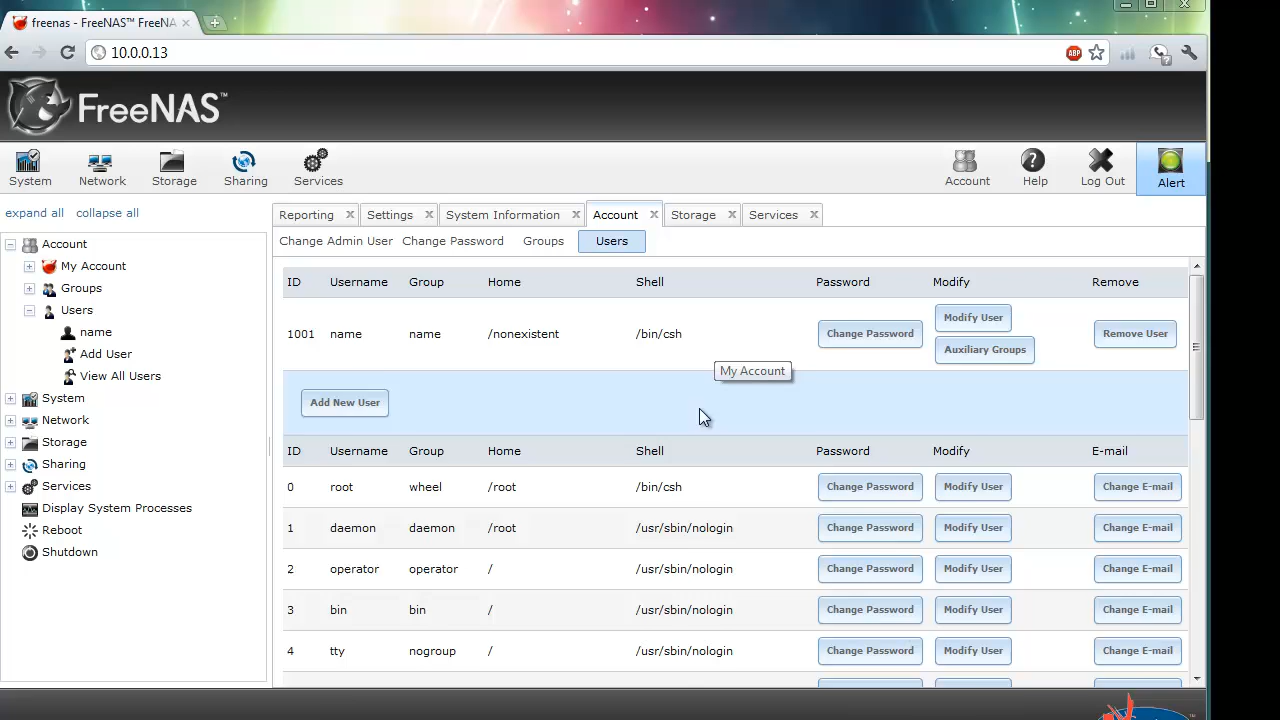 freenas - FreeNAS™ FreeNA
10.0.0.13
ABP
FreeNAS™
System
Network
Storage
Sharing
Services
Account
Help
Log Out
Alert
expand all
collapse all
Reporting
Settings
System Information
Account
Storage
Services
Change Admin User
Change Password
Groups
Users
Account
My Account
Groups
Users
name
Add User
View All Users
System
Network
Storage
Sharing
Services
Display System Processes
Reboot
Shutdown
ID Username Group Home Shell Password Modify Remove
1001 name name /nonexistent /bin/csh Change Password Modify User Auxiliary Groups Remove User
My Account
Add New User
ID Username Group Home Shell Password Modify E-mail
0 root wheel /root /bin/csh Change Password Modify User Change E-mail
1 daemon daemon /root /usr/sbin/nologin Change Password Modify User Change E-mail
2 operator operator / /usr/sbin/nologin Change Password Modify User Change E-mail
3 bin bin / /usr/sbin/nologin Change Password Modify User Change E-mail
4 tty nogroup / /usr/sbin/nologin Change Password Modify User Change E-mail